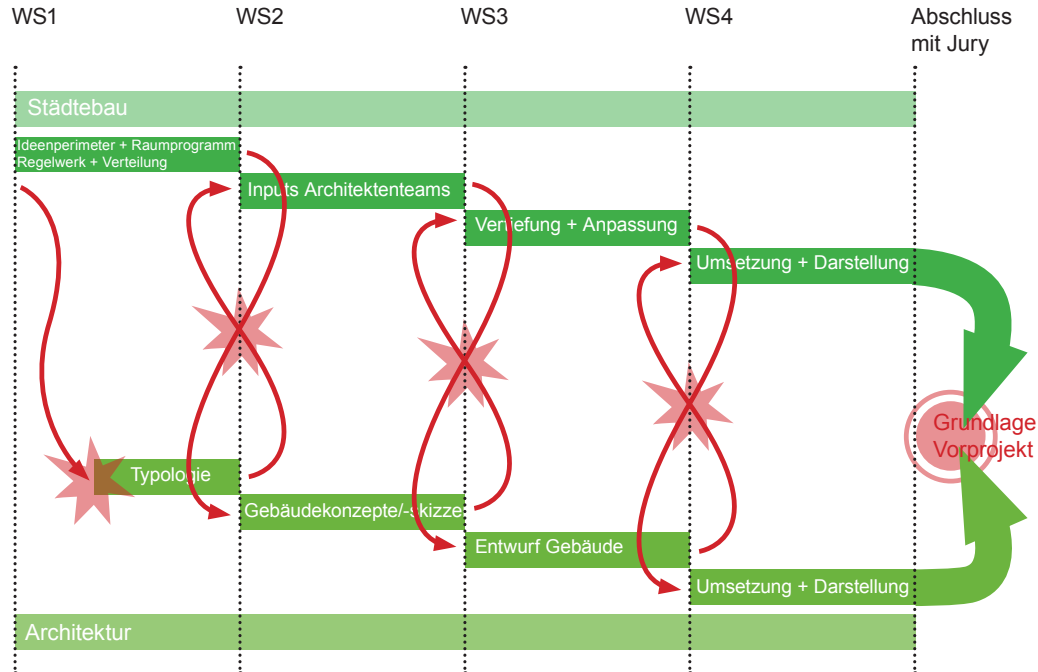 WS1
WS2
WS3
WS4
Abschluss
mit Jury
Städtebau
Ideenperimeter + Raumprogramm
Regelwerk + Verteilung
Inputs Architektenteams
Vertiefung + Anpassung
Umsetzung + Darstellung
Grundlage
Vorprojekt
Typologie
Gebäudekonzepte/-skizze
Entwurf Gebäude
Umsetzung + Darstellung
Architektur